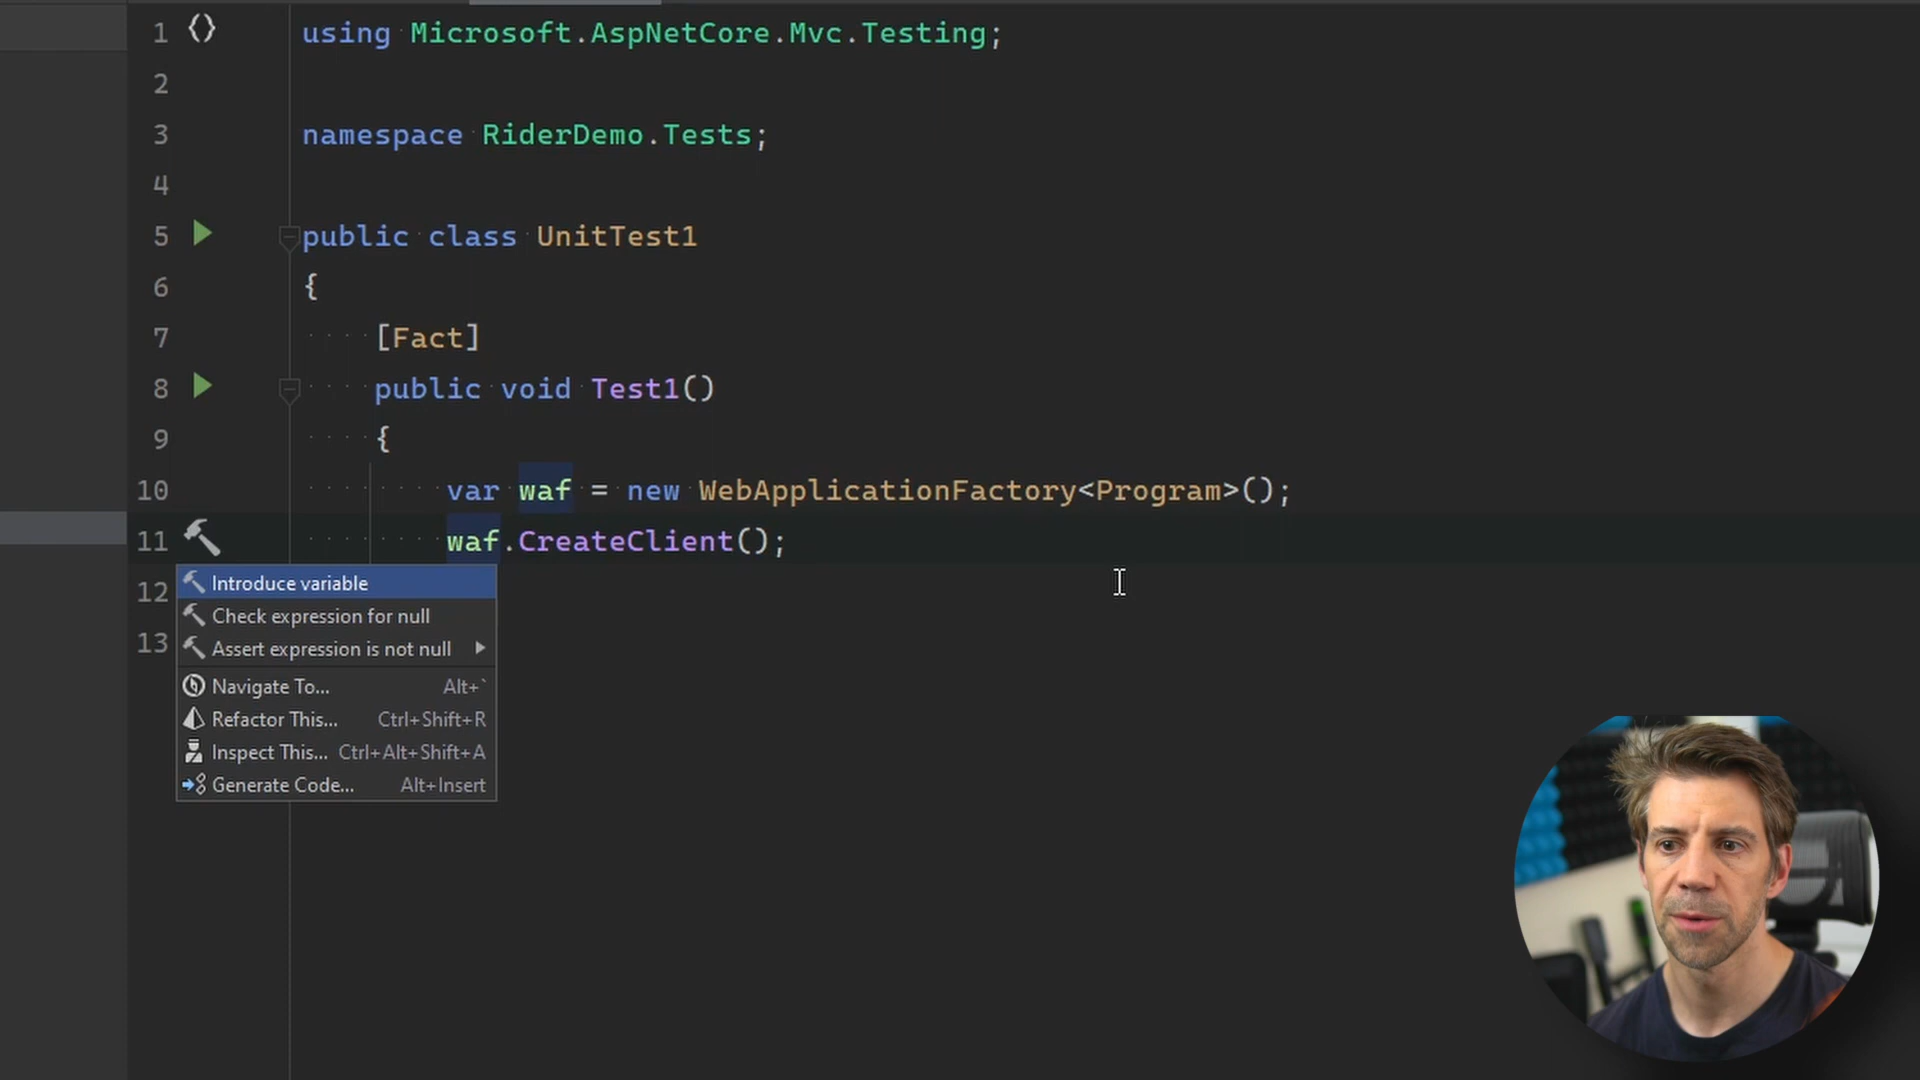 1 using Microsoft.AspNetCore.Mvc.Testing;
2
3 namespace RiderDemo.Tests;
4
5 public class UnitTest1
6 {
7 [Fact]
8 public void Test1()
9 {
10 var waf = new WebApplicationFactory<Program>();
11 waf.CreateClient();
12
13
Introduce variable
Check expression for null
Assert expression is not null
Navigate To... Alt+`
Refactor This... Ctrl+Shift+R
Inspect This... Ctrl+Alt+Shift+A
Generate Code... Alt+Insert